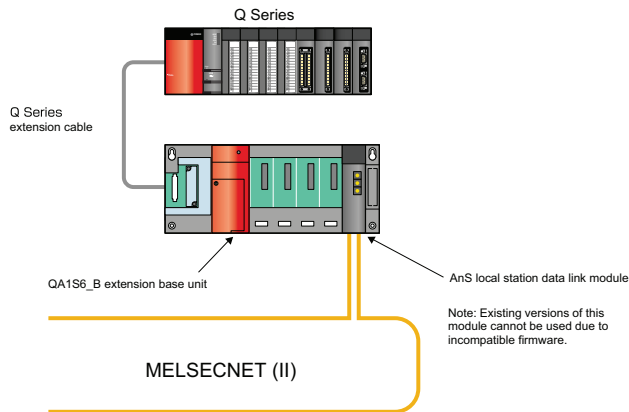 Q Series
Q Series
extension cable
QA1S6_B extension base unit
AnS local station data link module
Note: Existing versions of this
module cannot be used due to
incompatible firmware.
MELSECNET (II)